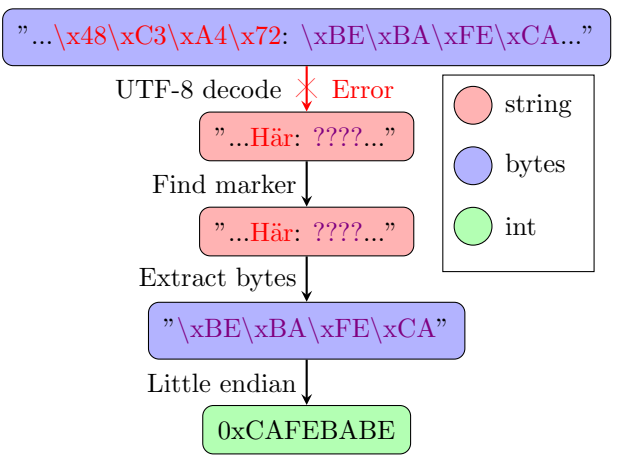 ”...\x48\xC3\xA4\x72: \xBE\xBA\xFE\xCA...”
UTF-8 decode Error
”...Här: ????...”
Find marker
”...Här: ????...”
Extract bytes
”\xBE\xBA\xFE\xCA”
Little endian
0xCAFEBABE
string
bytes
int